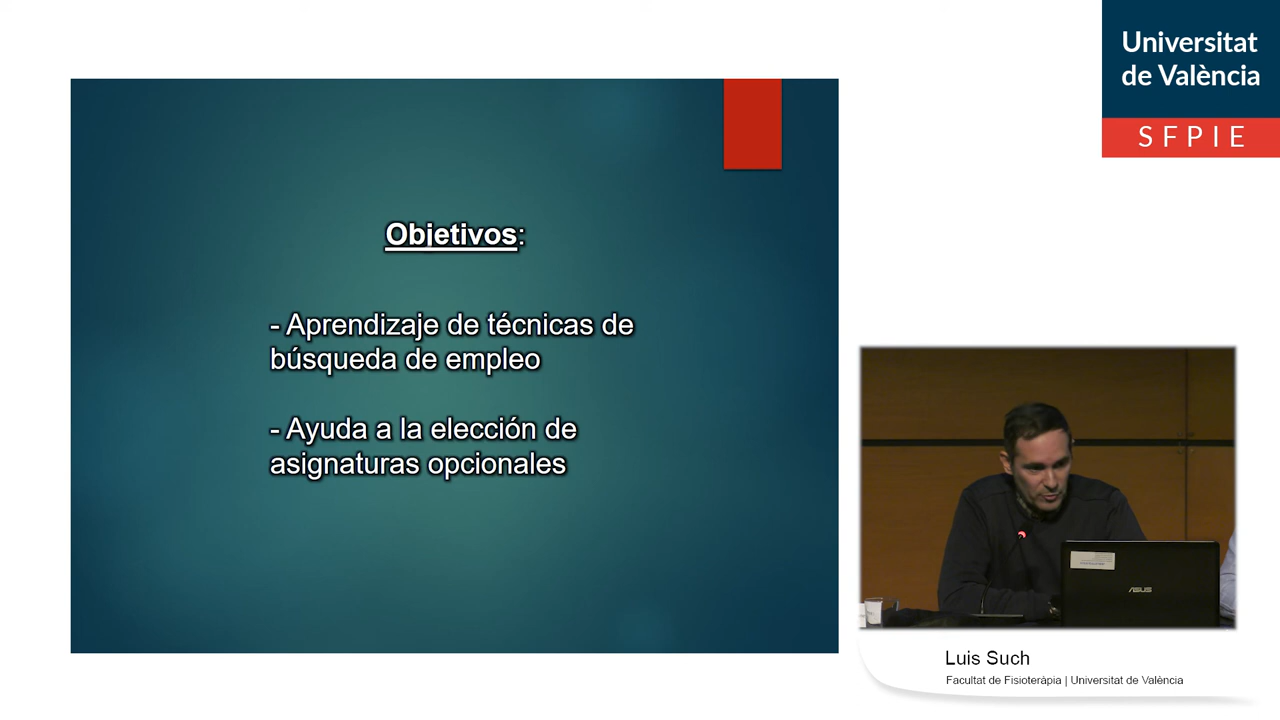 Universitat
de València
SFPIE
Objetivos:
- Aprendizaje de técnicas de
búsqueda de empleo
- Ayuda a la elección de
asignaturas opcionales
ASUS
Luis Such
Facultat de Fisioteràpia | Universitat de València